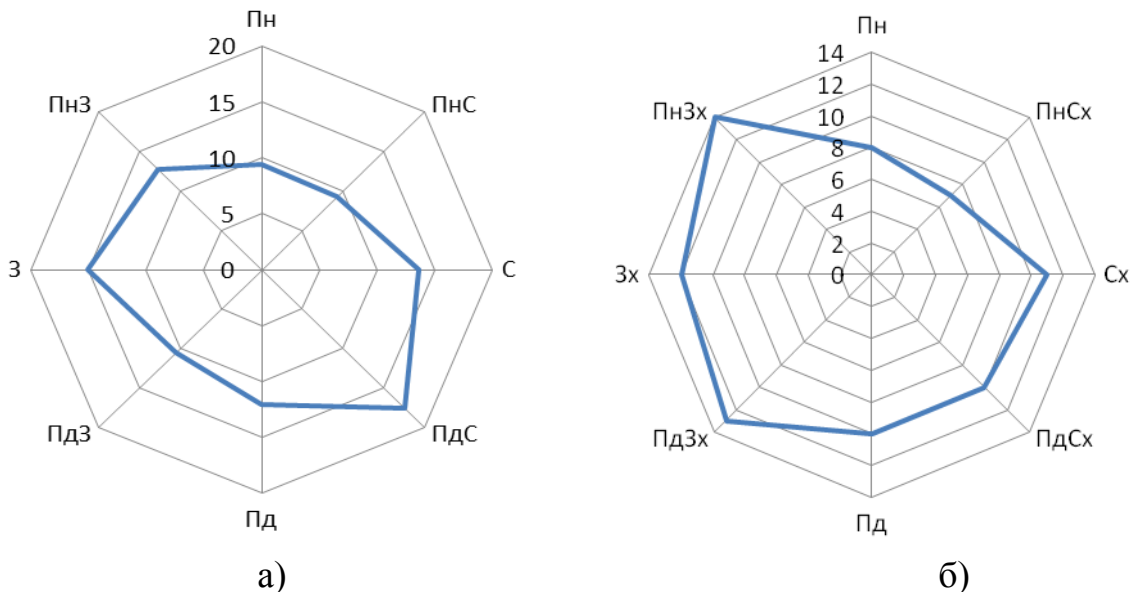 Пн
20
15
10
5
0
ПнС
С
ПдС
Пд
ПдЗ
З
ПнЗ
а)
Пн
14
12
10
8
6
4
2
0
ПнСх
Сх
ПдСх
Пд
ПдЗх
Зх
ПнЗх
б)